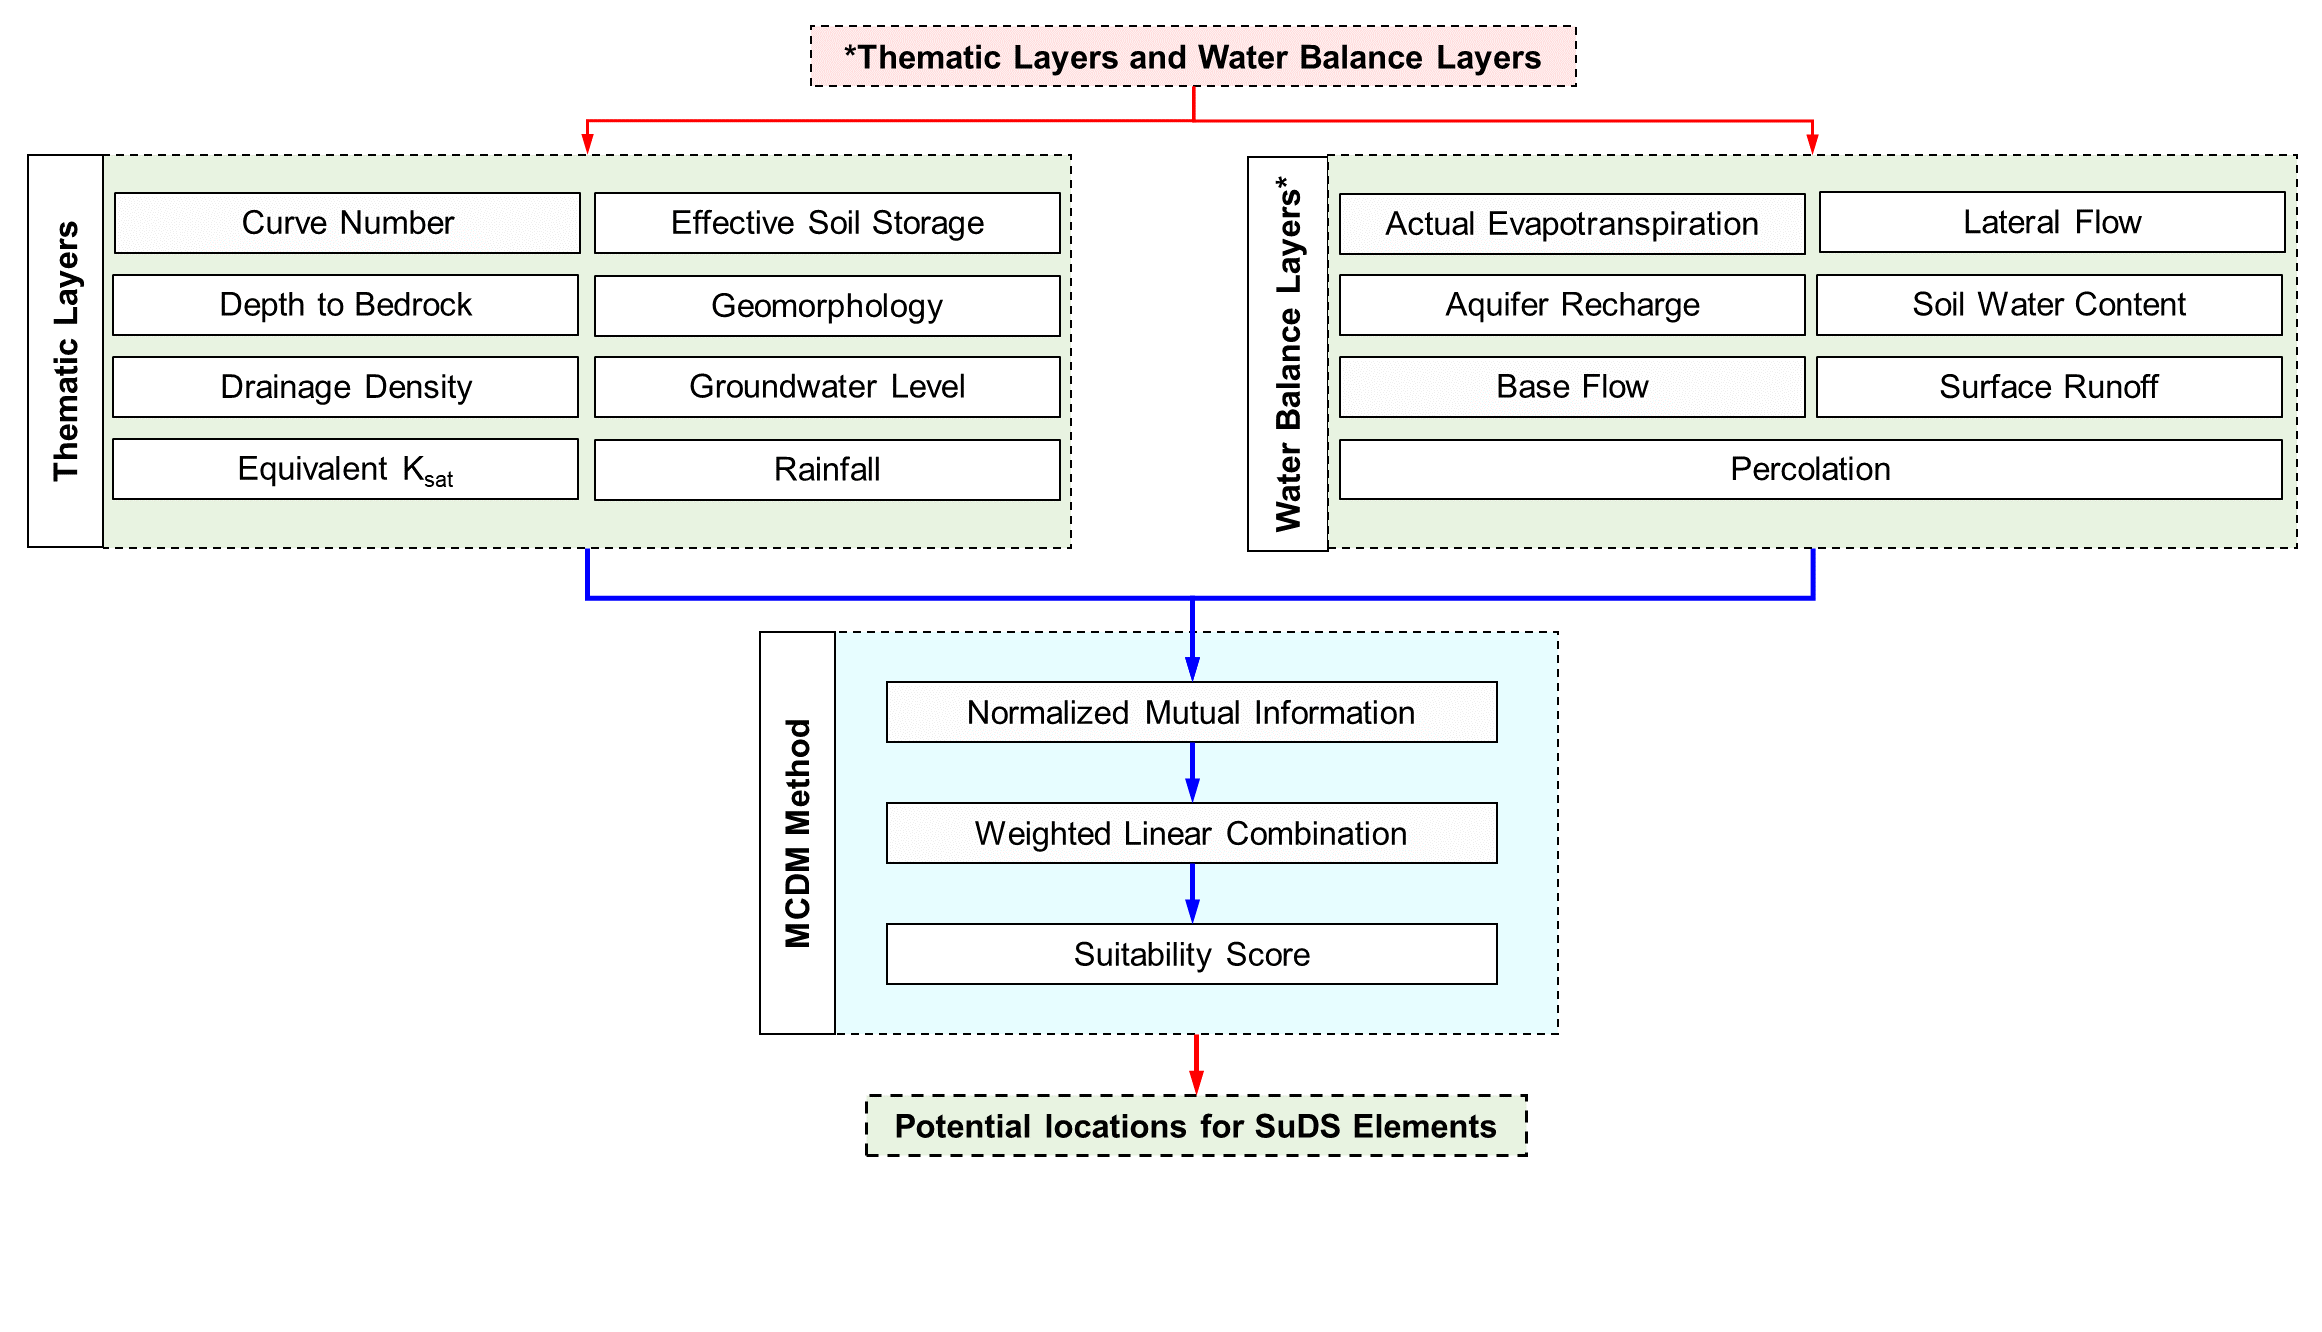 *Thematic Layers and Water Balance Layers
Thematic Layers
Curve Number
Effective Soil Storage
Depth to Bedrock
Geomorphology
Drainage Density
Groundwater Level
Equivalent Ksat
Rainfall
Water Balance Layers*
Actual Evapotranspiration
Lateral Flow
Aquifer Recharge
Soil Water Content
Base Flow
Surface Runoff
Percolation
MCDM Method
Normalized Mutual Information
Weighted Linear Combination
Suitability Score
Potential locations for SuDS Elements